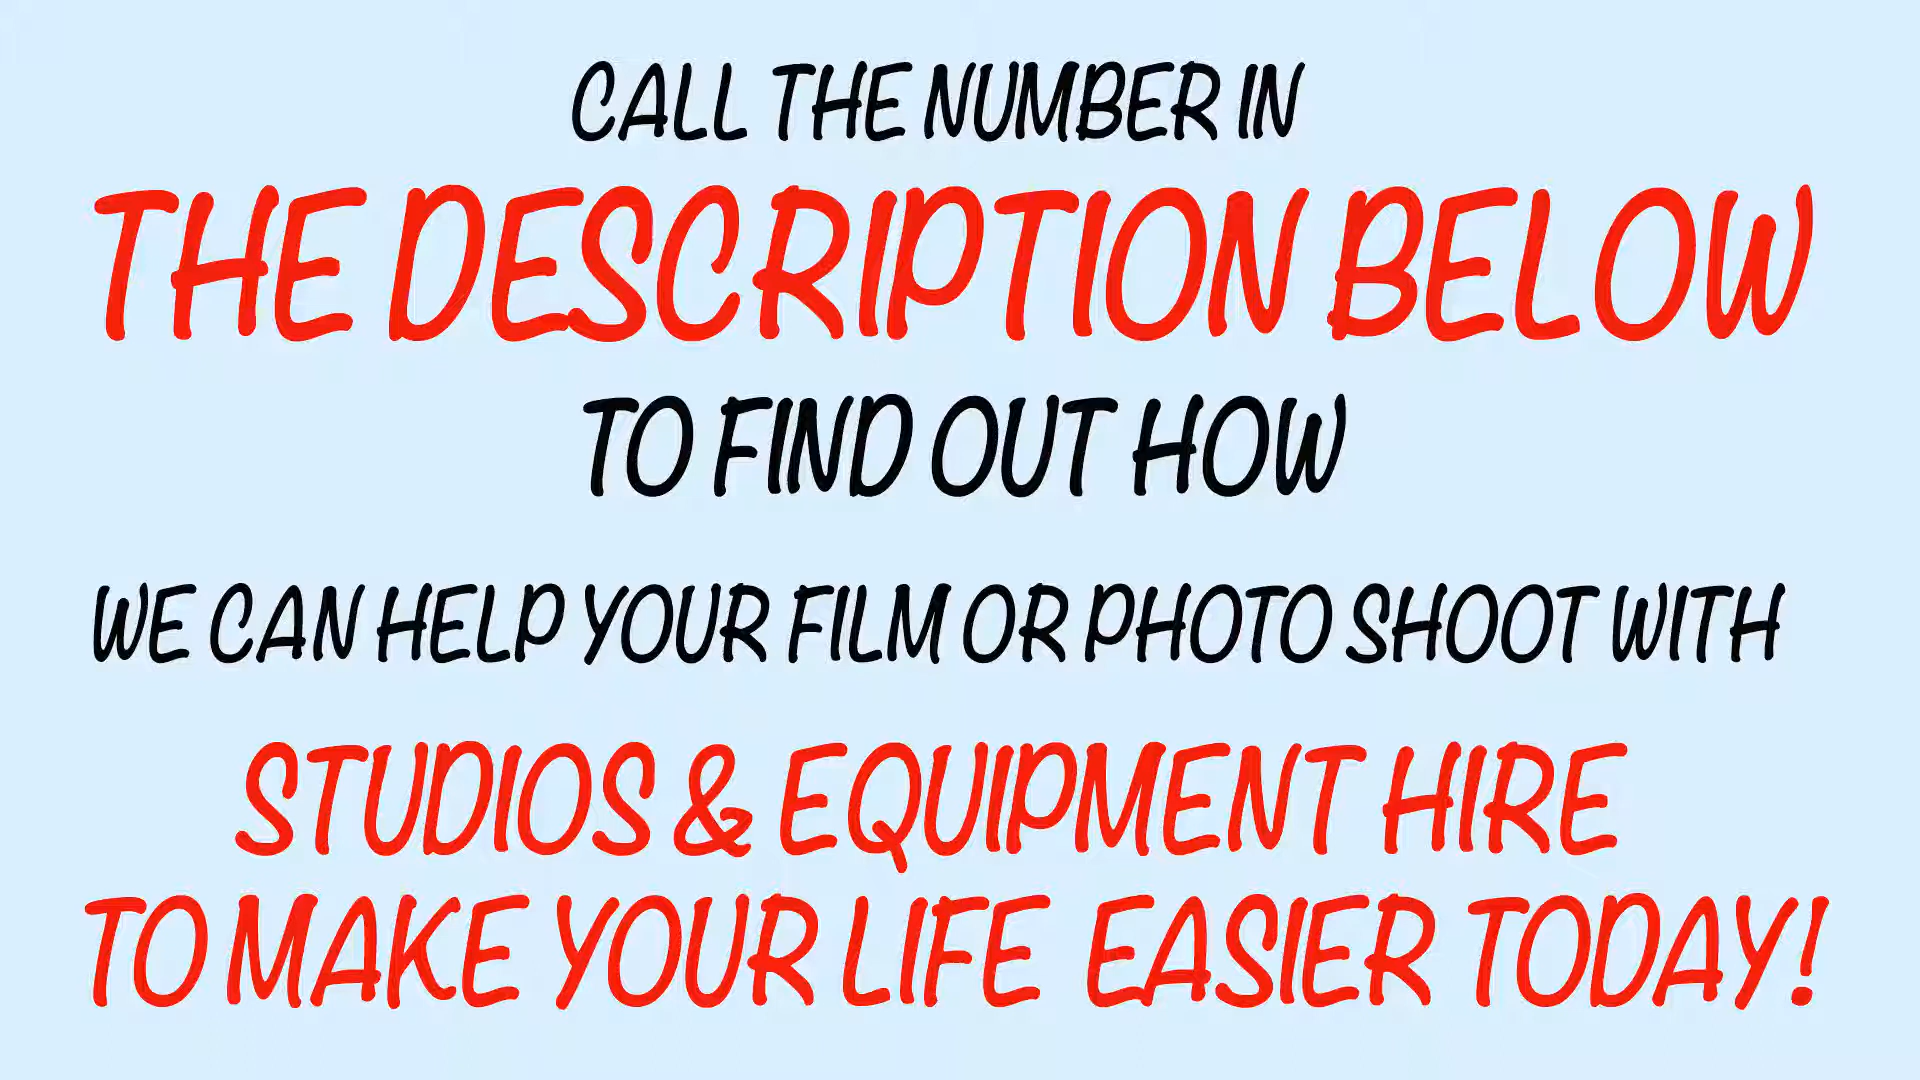 CALL THE NUMBER IN
THE DESCRIPTION BELOW
TO FIND OUT HOW
WE CAN HELP YOUR FILM OR PHOTO SHOOT WITH
STUDIOS & EQUIPMENT HIRE
TO MAKE YOUR LIFE EASIER TODAY!